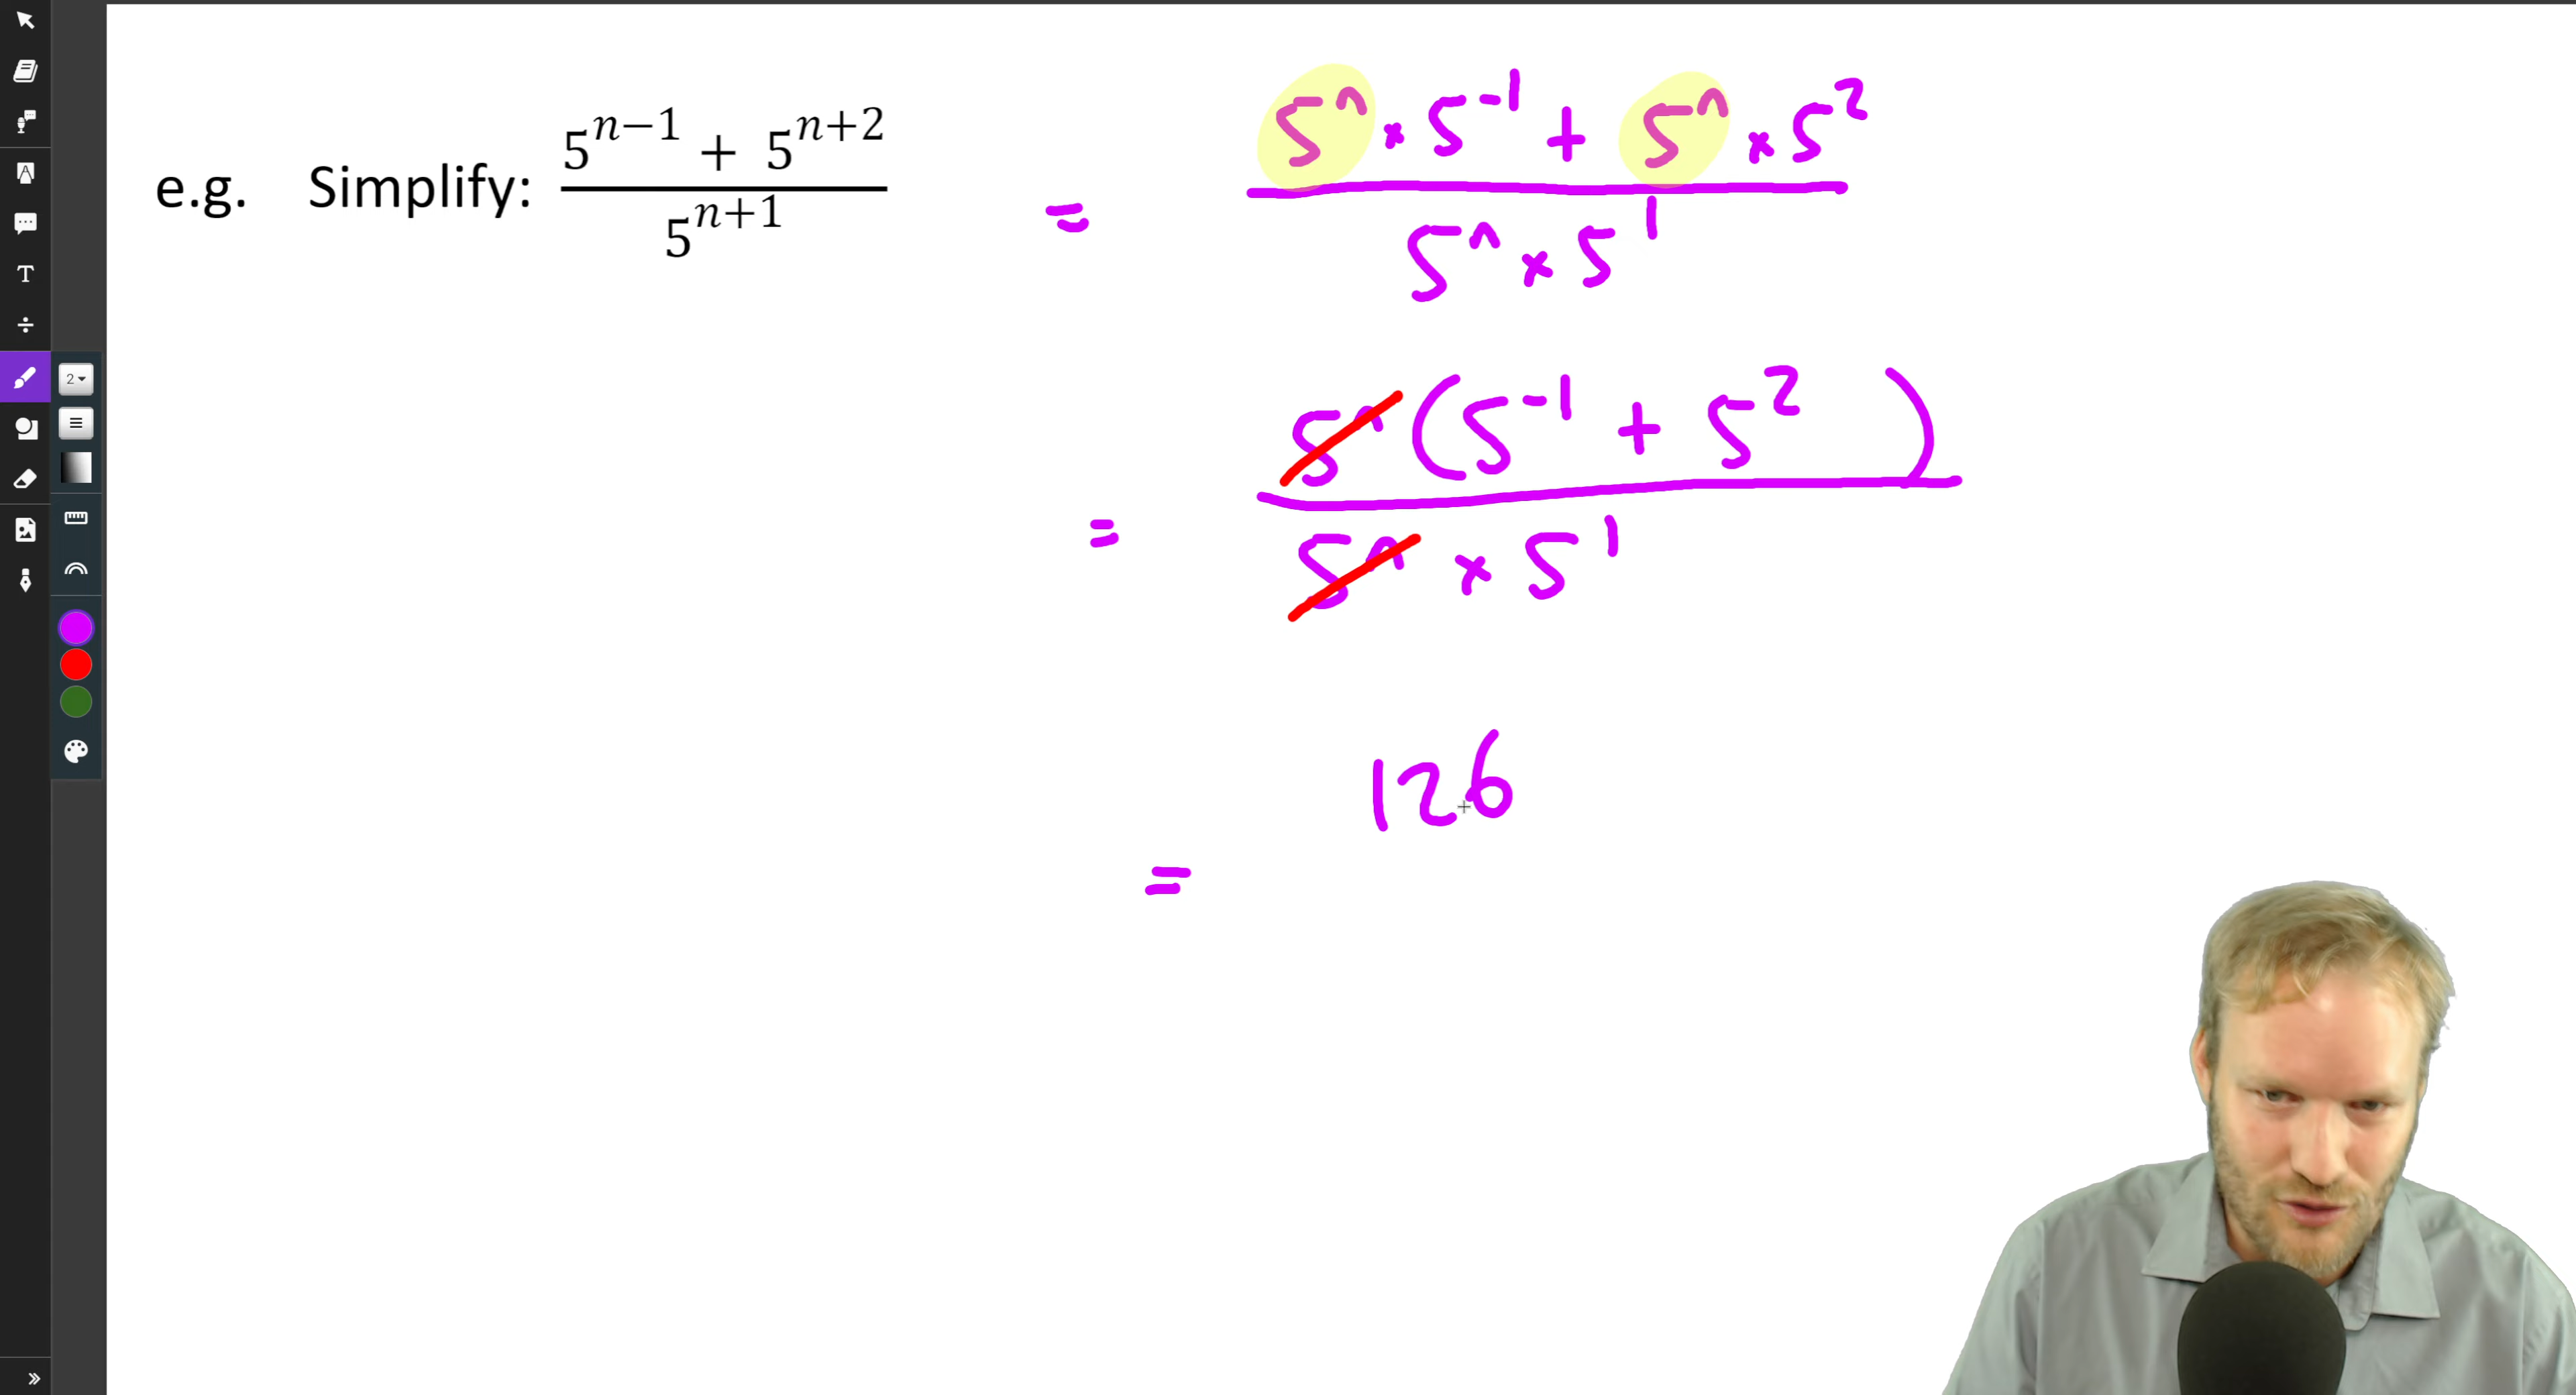 e.g. Simplify: (5^(n−1) + 5^(n+2)) / 5^(n+1)
= (5^n × 5^-1 + 5^n × 5^2) / (5^n × 5^1)
= 5^n (5^-1 + 5^2) / (5^n × 5^1)
= 126
2
T